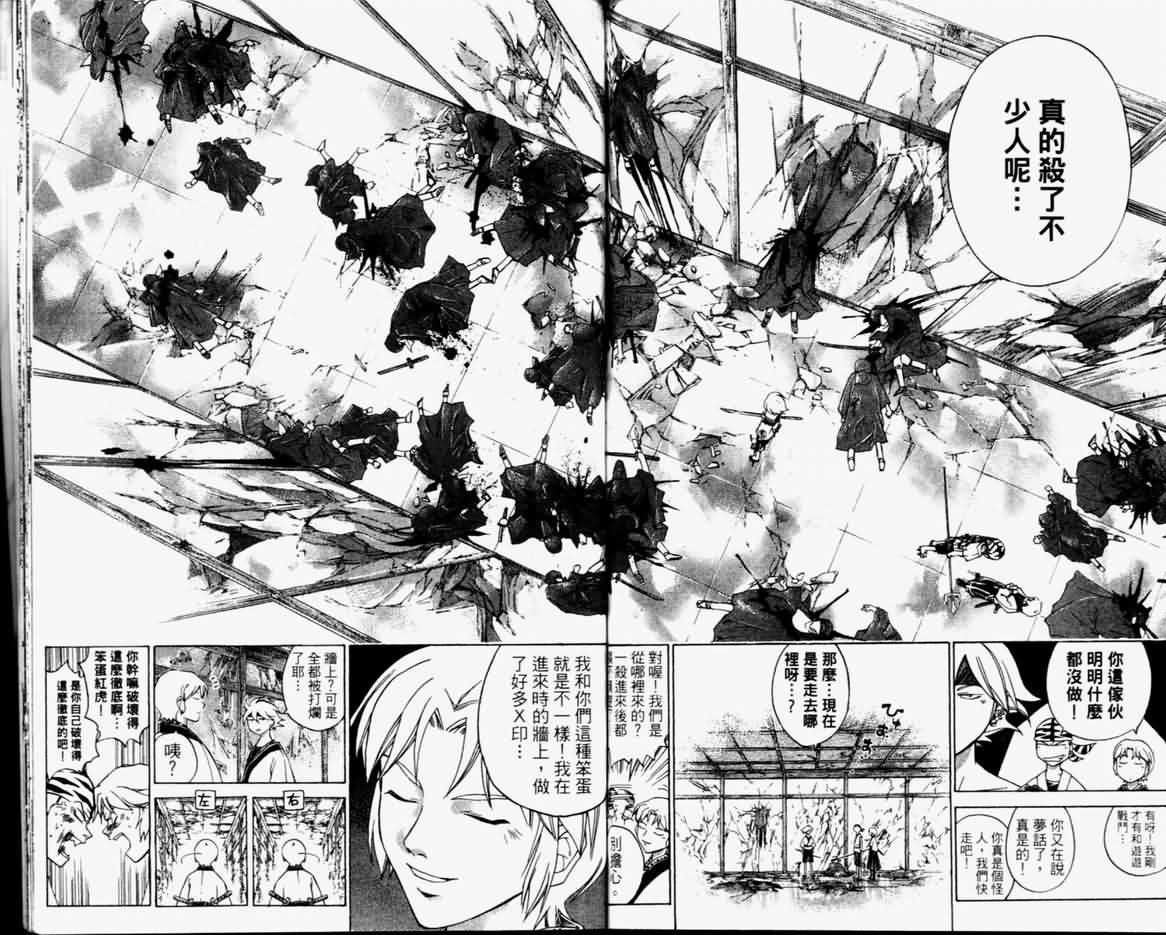 真的殺了不
少人呢…
你這傢伙
明明什麼
都沒做！
有呀！我剛
才有和遊遊
戰鬥…
你又在說
夢話了，
真是的！
你真是個怪
人，我們快
走吧！
那麼…現在
是要走去哪
裡呀…？
ひゅ
對喔！我們是
從哪裡來的？
一殺進來後都
別擔心。
我和你們這種笨蛋
就是不一樣！我在
進來時的牆上，做
了好多X印…
牆上？可是
全都被打爛
了耶…
咦？
右
左
你幹嘛破壞得
這麼徹底啊…
笨蛋紅虎！
是你自己破壞得
這麼徹底的吧！